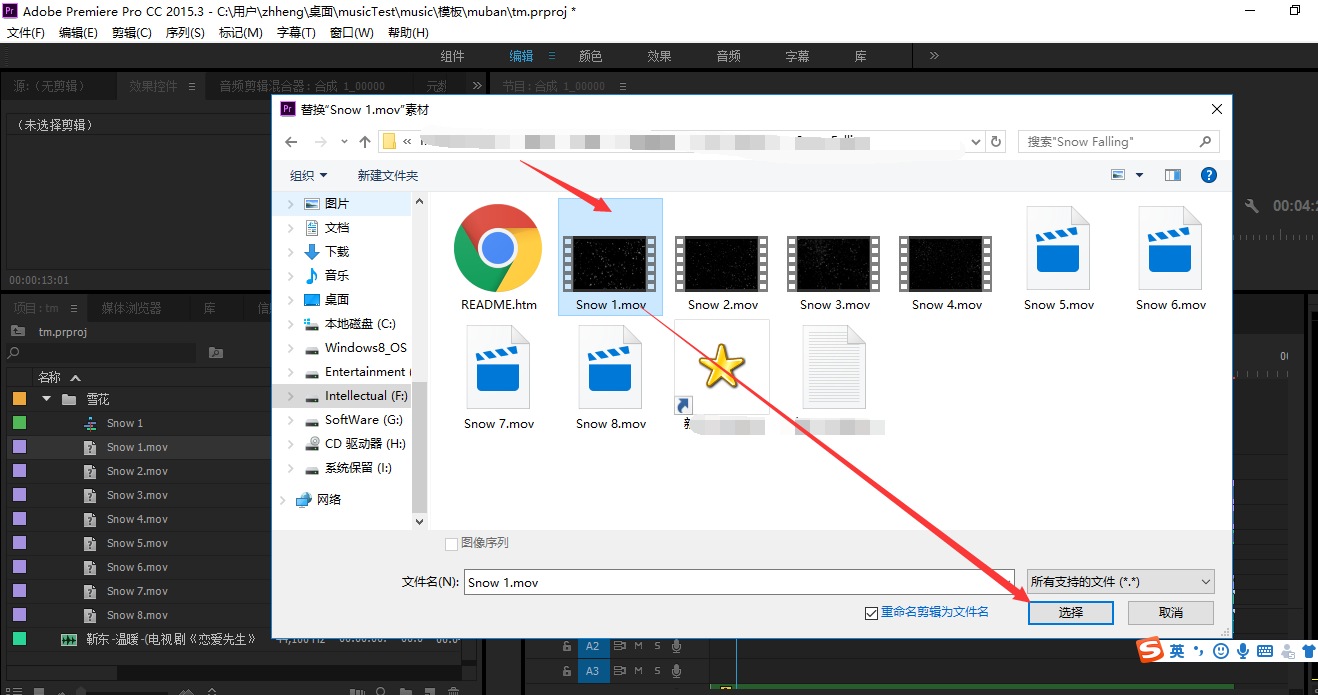 Adobe Premiere Pro CC 2015.3 - C:\用户\zhheng\桌面\musicTest\music\模板\muban\tm.prproj *
文件(F) 编辑(E) 剪辑(C) 序列(S) 标记(M) 字幕(T) 窗口(W) 帮助(H)
组件 编辑 颜色 效果 音频 字幕 库
源:（无剪辑） 效果控件 音频剪辑混合器: 合成 1_00000 元数 节目: 合成 1_00000
（未选择剪辑）
00:00:13:01
替换“Snow 1.mov”素材
搜索"Snow Falling"
组织 新建文件夹
图片
文档
下载
音乐
桌面
本地磁盘 (C:)
Windows8_OS
Entertainment (
Intellectual (F:)
SoftWare (G:)
CD 驱动器 (H:)
系统保留 (I:)
网络
README.htm Snow 1.mov Snow 2.mov Snow 3.mov Snow 4.mov Snow 5.mov Snow 6.mov
Snow 7.mov Snow 8.mov
图像序列
文件名(N): Snow 1.mov 所有支持的文件 (*.*)
重命名剪辑为文件名 选择 取消
00:04:2
项目: tm 媒体浏览器 库 信
tm.prproj
名称
雪花
Snow 1
Snow 1.mov
Snow 2.mov
Snow 3.mov
Snow 4.mov
Snow 5.mov
Snow 6.mov
Snow 7.mov
Snow 8.mov
靳东 -温暖 -(电视剧《恋爱先生》
A2 M S
A3 M S
英